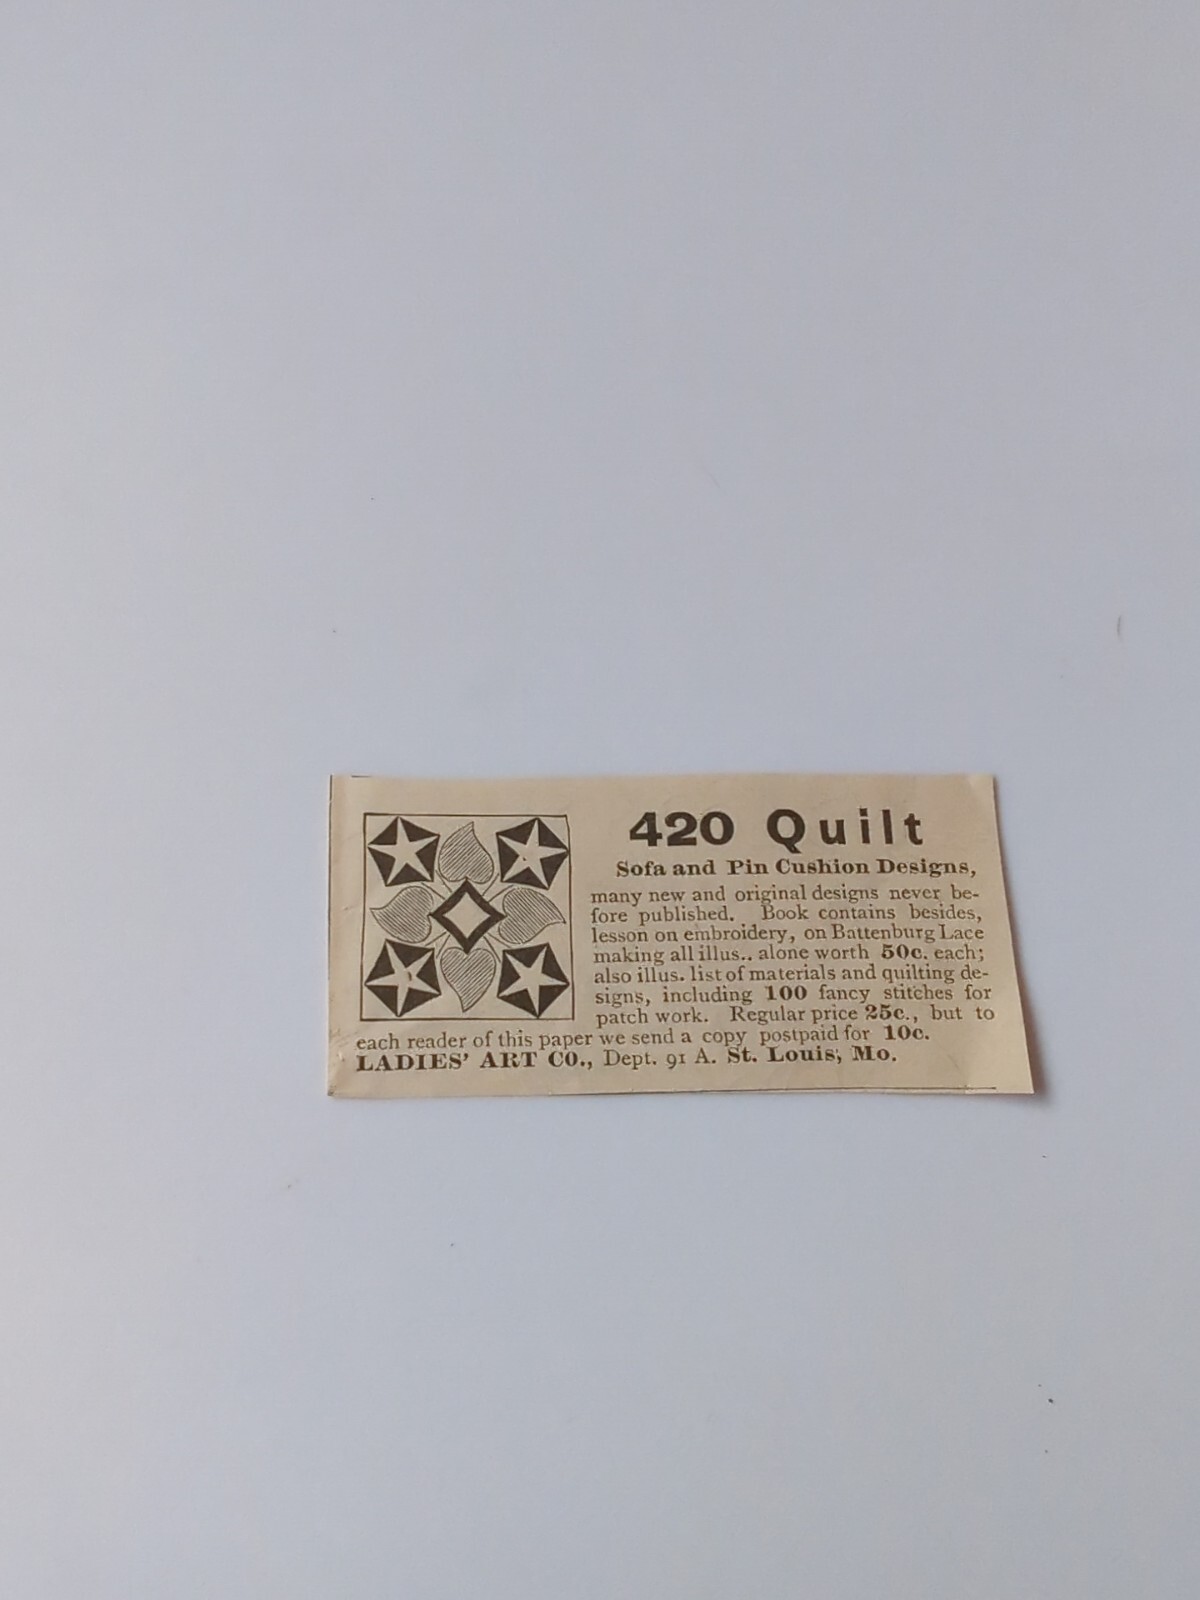 420 Quilt
Sofa and Pin Cushion Designs,
many new and original designs never be-
fore published. Book contains besides,
lesson on embroidery, on Battenburg Lace
making all illus.. alone worth 50c. each;
also illus. list of materials and quilting de-
signs, including 100 fancy stitches for
patch work. Regular price 25c., but to
each reader of this paper we send a copy postpaid for 10c.
LADIES' ART CO., Dept. 91 A. St. Louis, Mo.